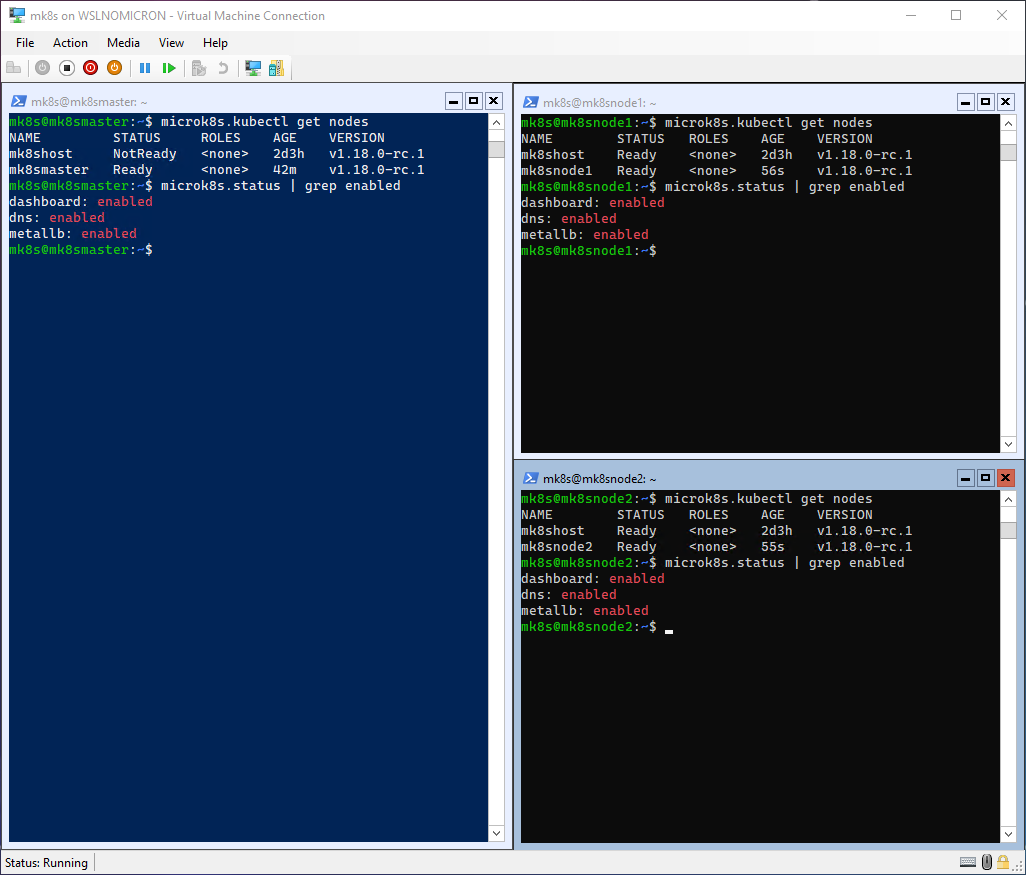 mk8s on WSLNOMICRON - Virtual Machine Connection
File Action Media View Help
mk8s@mk8smaster: ~
mk8s@mk8smaster:~$ microk8s.kubectl get nodes
NAME STATUS ROLES AGE VERSION
mk8shost NotReady <none> 2d3h v1.18.0-rc.1
mk8smaster Ready <none> 42m v1.18.0-rc.1
mk8s@mk8smaster:~$ microk8s.status | grep enabled
dashboard: enabled
dns: enabled
metallb: enabled
mk8s@mk8smaster:~$
mk8s@mk8snode1: ~
mk8s@mk8snode1:~$ microk8s.kubectl get nodes
NAME STATUS ROLES AGE VERSION
mk8shost Ready <none> 2d3h v1.18.0-rc.1
mk8snode1 Ready <none> 56s v1.18.0-rc.1
mk8s@mk8snode1:~$ microk8s.status | grep enabled
dashboard: enabled
dns: enabled
metallb: enabled
mk8s@mk8snode1:~$
mk8s@mk8snode2: ~
mk8s@mk8snode2:~$ microk8s.kubectl get nodes
NAME STATUS ROLES AGE VERSION
mk8shost Ready <none> 2d3h v1.18.0-rc.1
mk8snode2 Ready <none> 55s v1.18.0-rc.1
mk8s@mk8snode2:~$ microk8s.status | grep enabled
dashboard: enabled
dns: enabled
metallb: enabled
mk8s@mk8snode2:~$
Status: Running